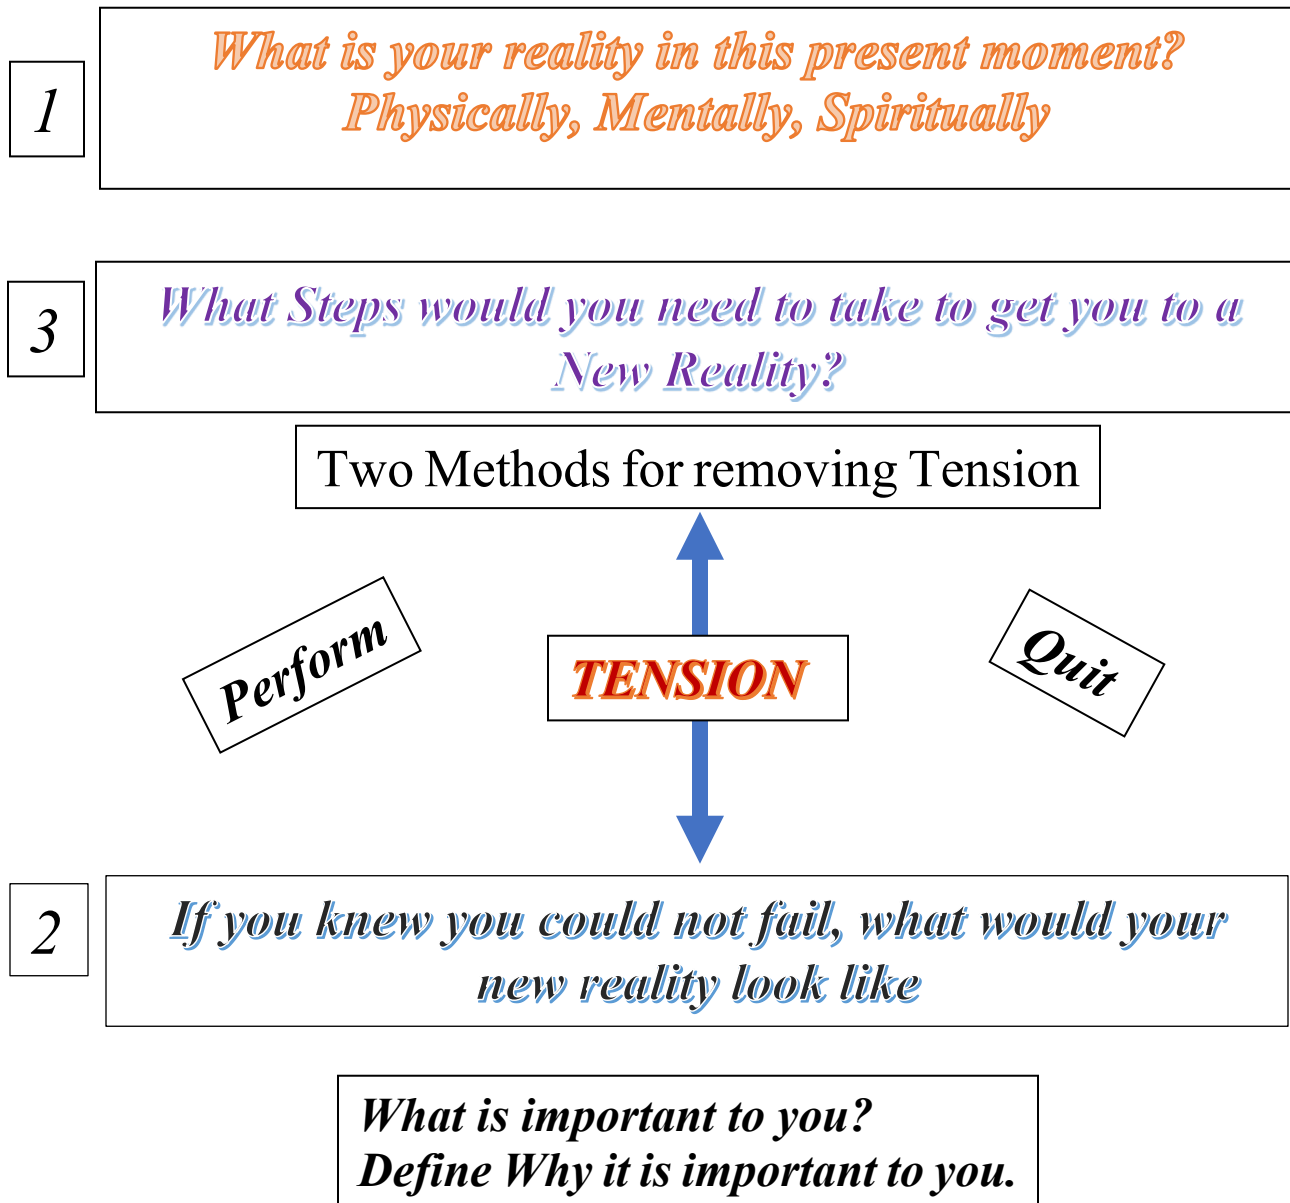 1
What is your reality in this present moment?
Physically, Mentally, Spiritually
3
What Steps would you need to take to get you to a
New Reality?
Two Methods for removing Tension
Perform
TENSION
Quit
2
If you knew you could not fail, what would your
new reality look like
What is important to you?
Define Why it is important to you.